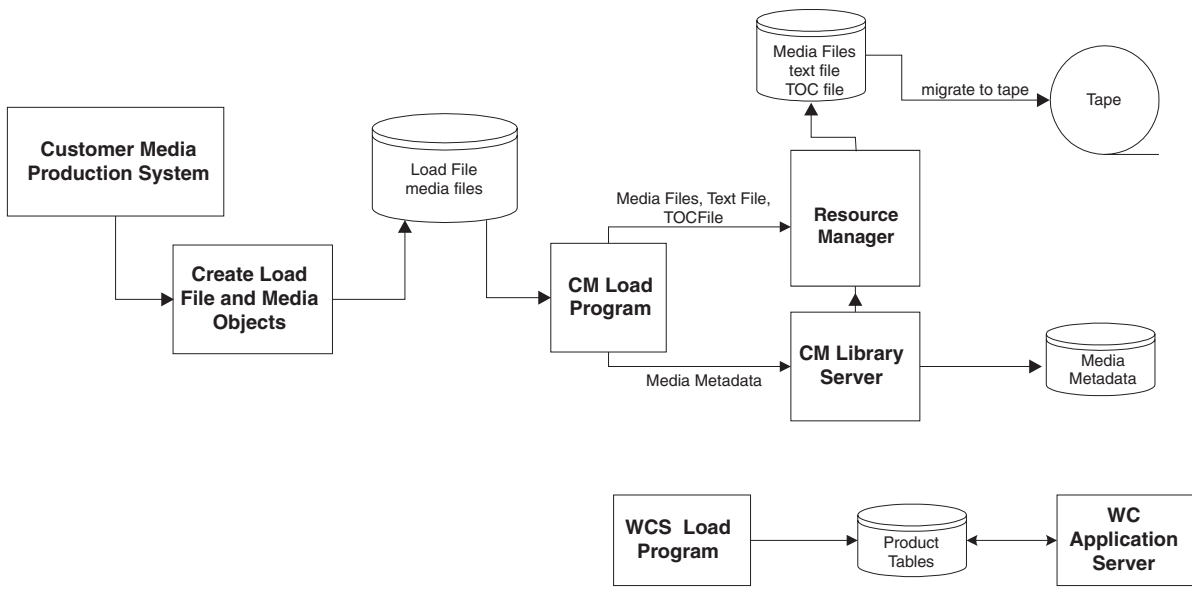 Customer Media
Production System
Create Load
File and Media
Objects
Load File
media files
CM Load
Program
Media Files, Text File,
TOCFile
Media Metadata
Media Files
text file
TOC file
migrate to tape
Tape
Resource
Manager
CM Library
Server
Media
Metadata
WCS Load
Program
Product
Tables
WC
Application
Server